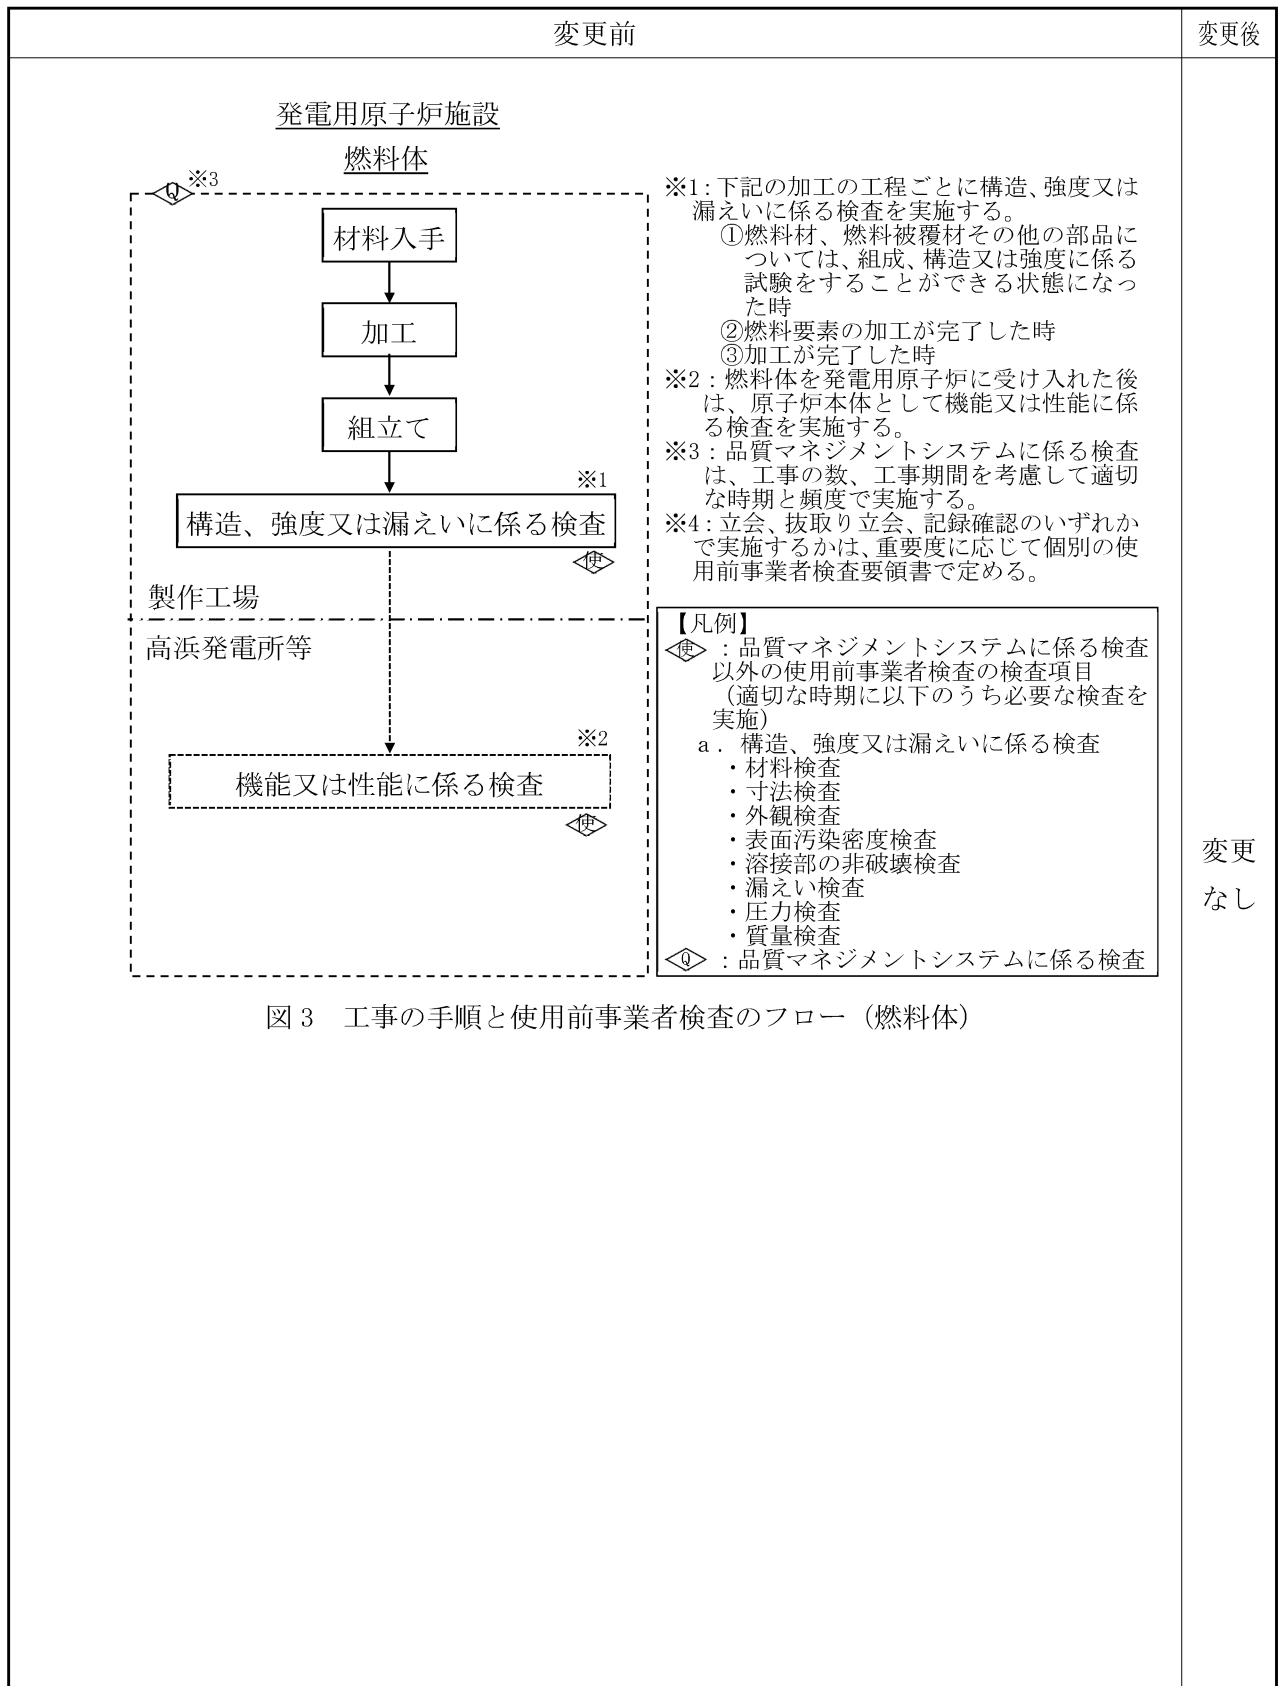 変更前
変更後
発電用原子炉施設
燃料体
Q
※3
材料入手
加工
組立て
※1
構造、強度又は漏えいに係る検査
使
製作工場
高浜発電所等
※2
機能又は性能に係る検査
使
※1：下記の加工の工程ごとに構造、強度又は
漏えいに係る検査を実施する。
①燃料材、燃料被覆材その他の部品に
ついては、組成、構造又は強度に係る
試験をすることができる状態になっ
た時
②燃料要素の加工が完了した時
③加工が完了した時
※2：燃料体を発電用原子炉に受け入れた後
は、原子炉本体として機能又は性能に係
る検査を実施する。
※3：品質マネジメントシステムに係る検査
は、工事の数、工事期間を考慮して適切
な時期と頻度で実施する。
※4：立会、抜取り立会、記録確認のいずれか
で実施するかは、重要度に応じて個別の使
用前事業者検査要領書で定める。
【凡例】
使：品質マネジメントシステムに係る検査
以外の使用前事業者検査の検査項目
（適切な時期に以下のうち必要な検査を
実施）
a．構造、強度又は漏えいに係る検査
・材料検査
・寸法検査
・外観検査
・表面汚染密度検査
・溶接部の非破壊検査
・漏えい検査
・圧力検査
・質量検査
Q：品質マネジメントシステムに係る検査
図3　工事の手順と使用前事業者検査のフロー（燃料体）
変更
なし